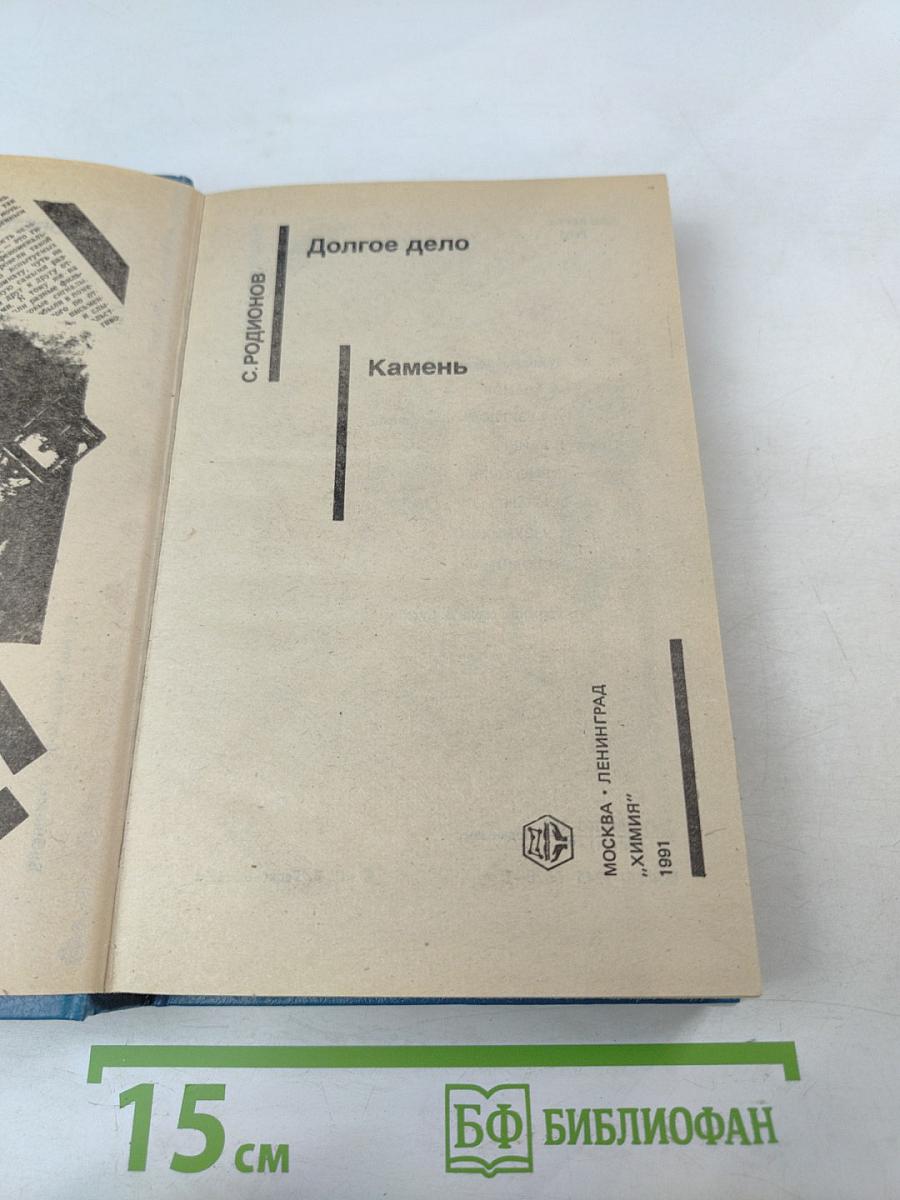 С. РОДИОНОВ
Долгое дело
Камень
МОСКВА · ЛЕНИНГРАД
„ХИМИЯ"
1991
15 см
БФ БИБЛИОФАН